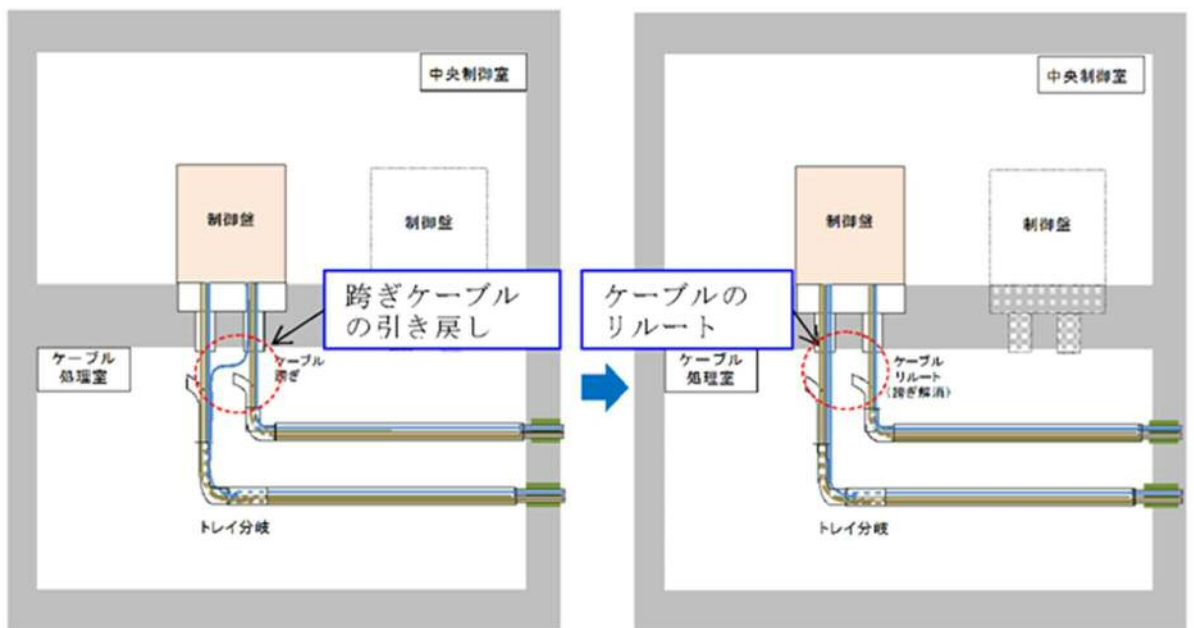 中央制御室
制御盤
制御盤
跨ぎケーブル
の引き戻し
ケーブル
処理室
ケーブル
跨ぎ
トレイ分岐
中央制御室
制御盤
制御盤
ケーブルの
リルート
ケーブル
処理室
ケーブル
リルート
(跨ぎ解消)
トレイ分岐